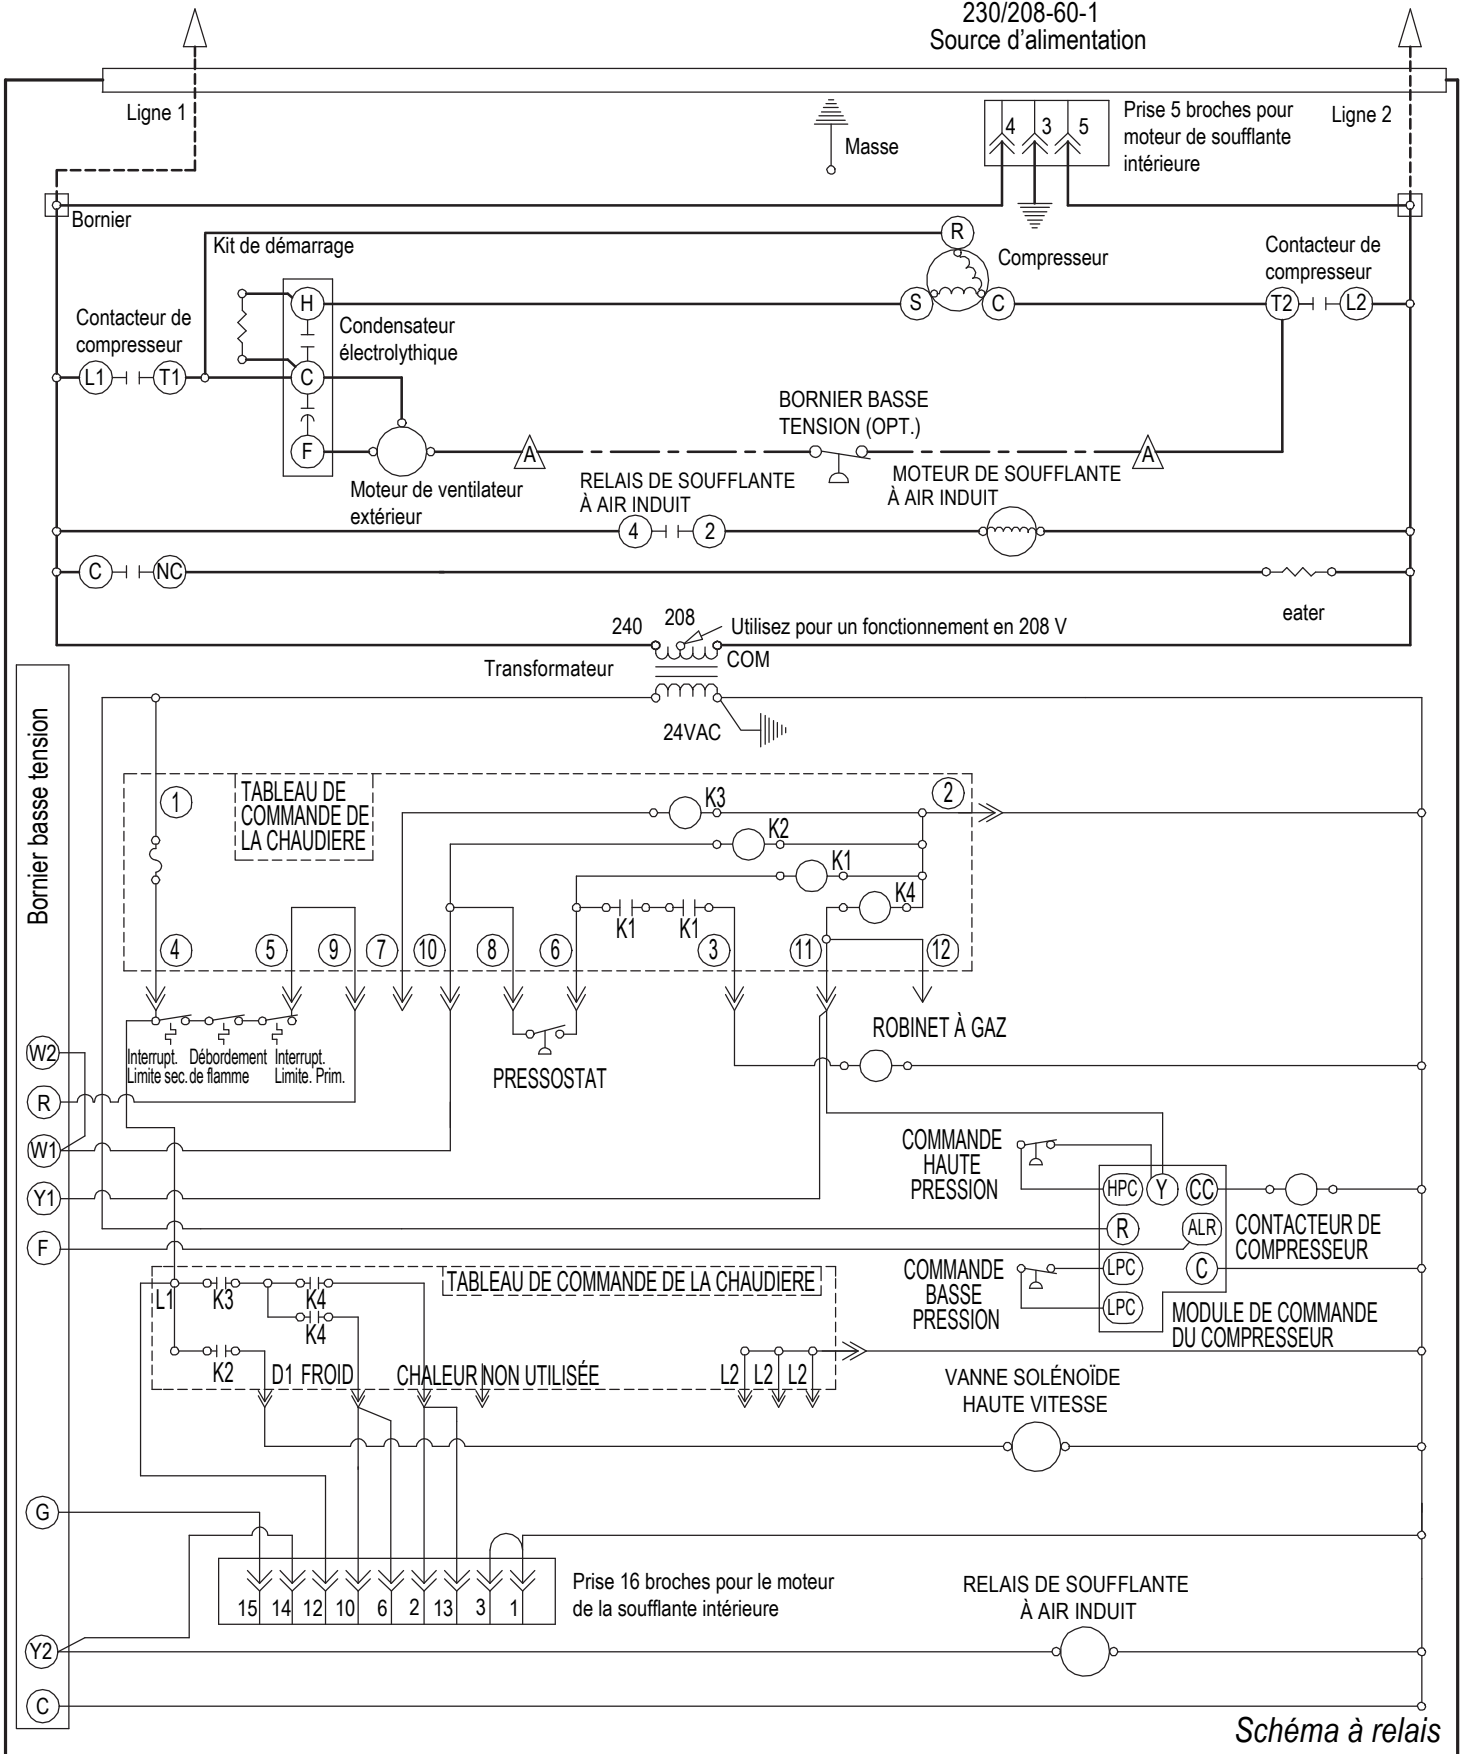 230/208-60-1
Source d'alimentation
Ligne 1
Masse
4 3 5
Prise 5 broches pour
moteur de soufflante
intérieure
Ligne 2
Bornier
Kit de démarrage
R
Compresseur
Contacteur de
compresseur
H
S
C
T2
L2
Contacteur de
compresseur
Condensateur
électrolythique
L1
T1
C
BORNIER BASSE
TENSION (OPT.)
F
A
A
Moteur de ventilateur
extérieur
RELAIS DE SOUFFLANTE
À AIR INDUIT
MOTEUR DE SOUFFLANTE
À AIR INDUIT
4
2
C
NC
eater
240
208
Utilisez pour un fonctionnement en 208 V
COM
Transformateur
24VAC
Bornier basse tension
TABLEAU DE
COMMANDE DE
LA CHAUDIERE
1
K3
2
K2
K1
K4
K1
K1
4
5
9
7
10
8
6
3
11
12
ROBINET À GAZ
Interrupt.
Limite sec.
Débordement
de flamme
Interrupt.
Limite. Prim.
PRESSOSTAT
W2
R
W1
Y1
F
COMMANDE
HAUTE
PRESSION
HPC
Y
CC
R
ALR
CONTACTEUR DE
COMPRESSEUR
COMMANDE
BASSE
PRESSION
LPC
C
LPC
MODULE DE COMMANDE
DU COMPRESSEUR
TABLEAU DE COMMANDE DE LA CHAUDIERE
L1
K3
K4
K4
K2
D1 FROID
CHALEUR NON UTILISÉE
L2
L2
L2
VANNE SOLÉNOÏDE
HAUTE VITESSE
G
15 14 12 10 6 2 13 3 1
Prise 16 broches pour le moteur
de la soufflante intérieure
RELAIS DE SOUFFLANTE
À AIR INDUIT
Y2
C
Schéma à relais